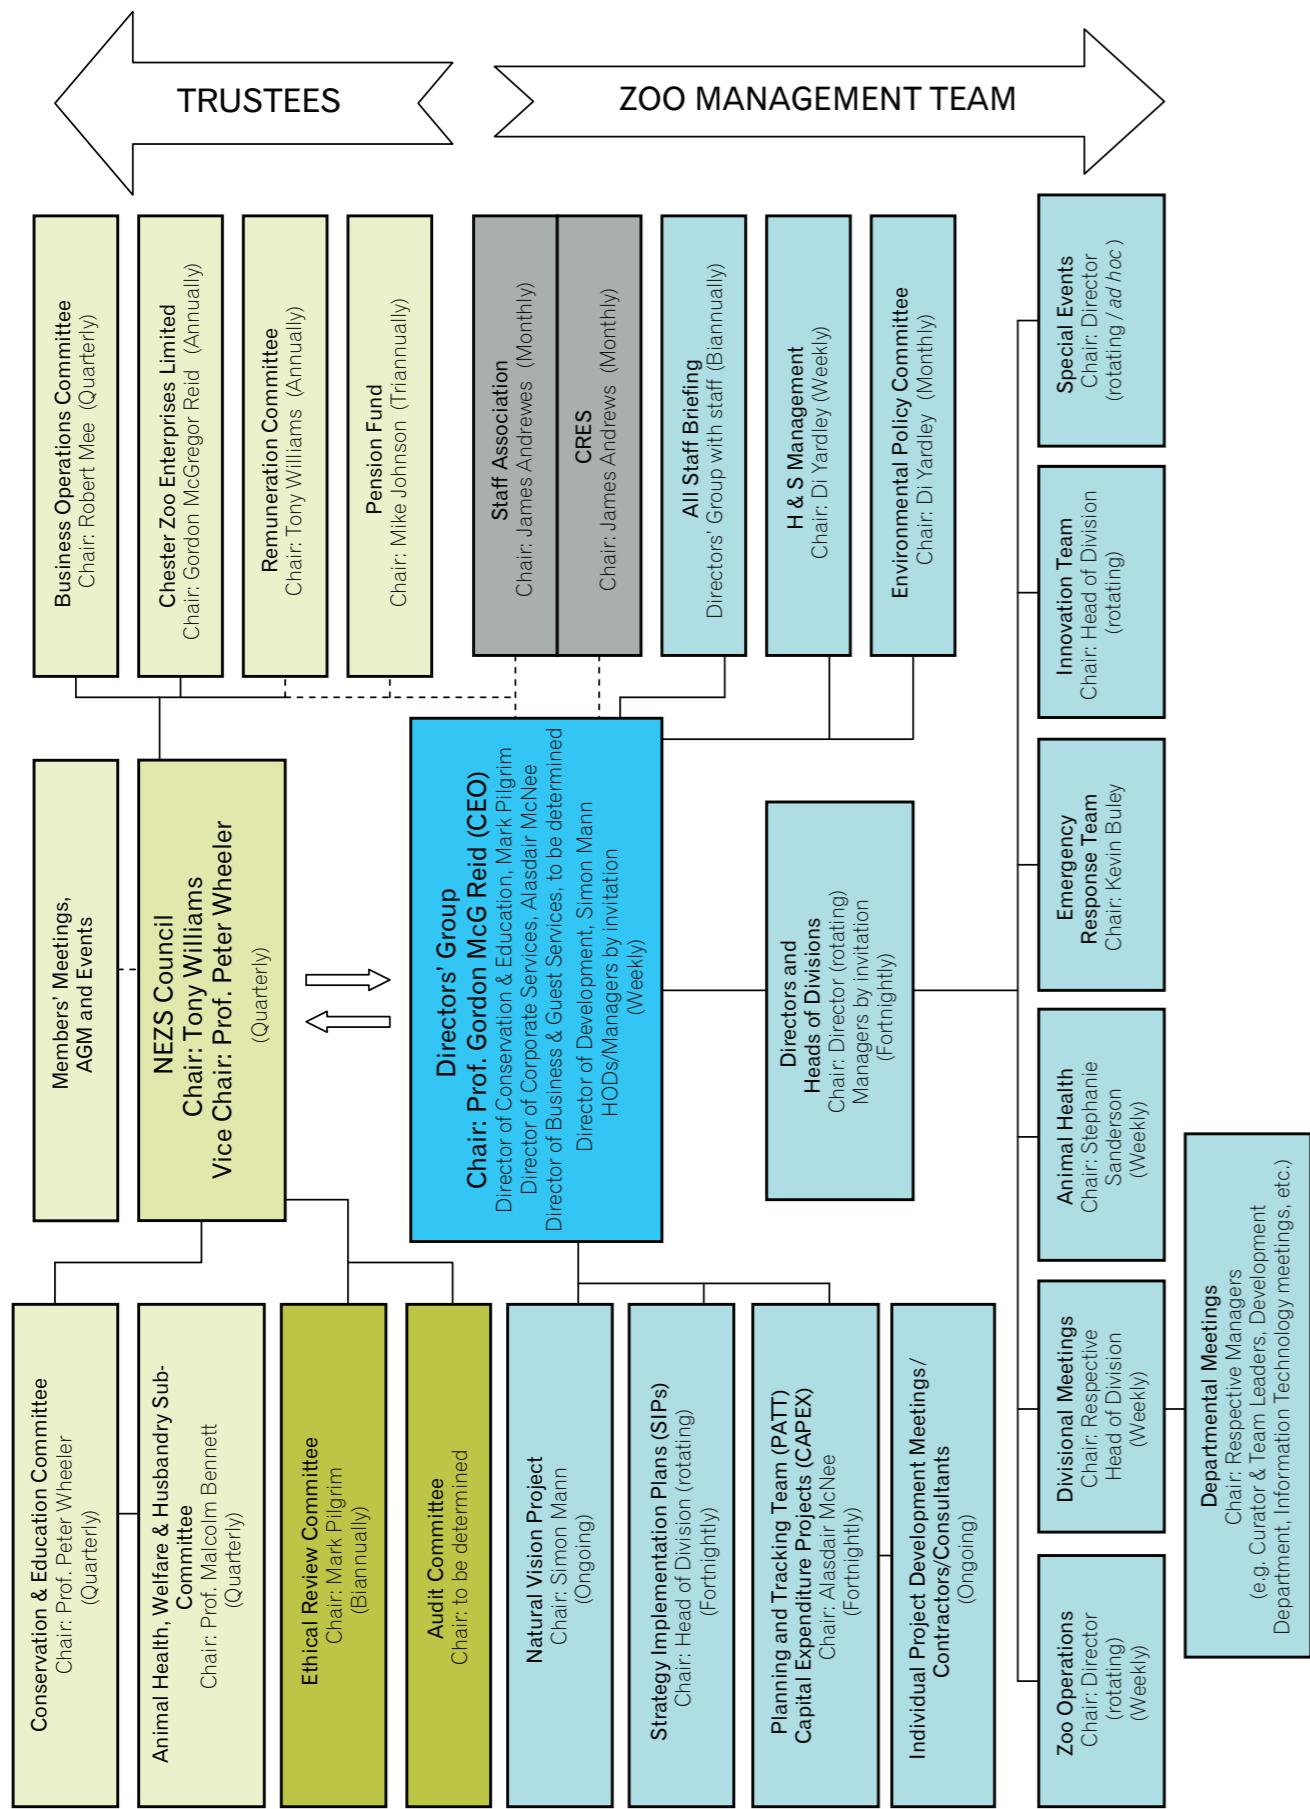 TRUSTEES
ZOO MANAGEMENT TEAM
Conservation & Education Committee
Chair: Prof. Peter Wheeler
(Quarterly)
Animal Health, Welfare & Husbandry Sub-
Committee
Chair: Prof. Malcolm Bennett
(Quarterly)
Ethical Review Committee
Chair: Mark Pilgrim
(Biannually)
Audit Committee
Chair: to be determined
Natural Vision Project
Chair: Simon Mann
(Ongoing)
Strategy Implementation Plans (SIPs)
Chair: Head of Division (rotating)
(Fortnightly)
Planning and Tracking Team (PATT)
Capital Expenditure Projects (CAPEX)
Chair: Alasdair McNee
(Fortnightly)
Individual Project Development Meetings/
Contractors/Consultants
(Ongoing)
Members' Meetings,
AGM and Events
NEZS Council
Chair: Tony Williams
Vice Chair: Prof. Peter Wheeler
(Quarterly)
Directors' Group
Chair: Prof. Gordon McG Reid (CEO)
Director of Conservation & Education, Mark Pilgrim
Director of Corporate Services, Alasdair McNee
Director of Business & Guest Services, to be determined
Director of Development, Simon Mann
HODs/Managers by invitation
(Weekly)
Directors and
Heads of Divisions
Chair: Director (rotating)
Managers by invitation
(Fortnightly)
Business Operations Committee
Chair: Robert Mee (Quarterly)
Chester Zoo Enterprises Limited
Chair: Gordon McGregor Reid (Annually)
Remuneration Committee
Chair: Tony Williams (Annually)
Pension Fund
Chair: Mike Johnson (Triannually)
Staff Association
Chair: James Andrewes (Monthly)
CRES
Chair: James Andrews (Monthly)
All Staff Briefing
Directors' Group with staff (Biannually)
H & S Management
Chair: Di Yardley (Weekly)
Environmental Policy Committee
Chair: Di Yardley (Monthly)
Zoo Operations
Chair: Director
(rotating)
(Weekly)
Divisional Meetings
Chair: Respective
Head of Division
(Weekly)
Animal Health
Chair: Stephanie
Sanderson
(Weekly)
Emergency
Response Team
Chair: Kevin Buley
Innovation Team
Chair: Head of Division
(rotating)
Special Events
Chair: Director
(rotating / ad hoc )
Departmental Meetings
Chair: Respective Managers
(e.g. Curator & Team Leaders, Development
Department, Information Technology meetings, etc.)